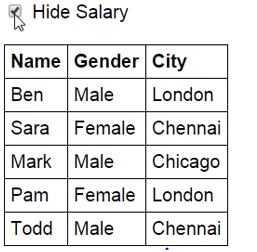 Hide Salary
Name Gender City
Ben Male London
Sara Female Chennai
Mark Male Chicago
Pam Female London
Todd Male Chennai